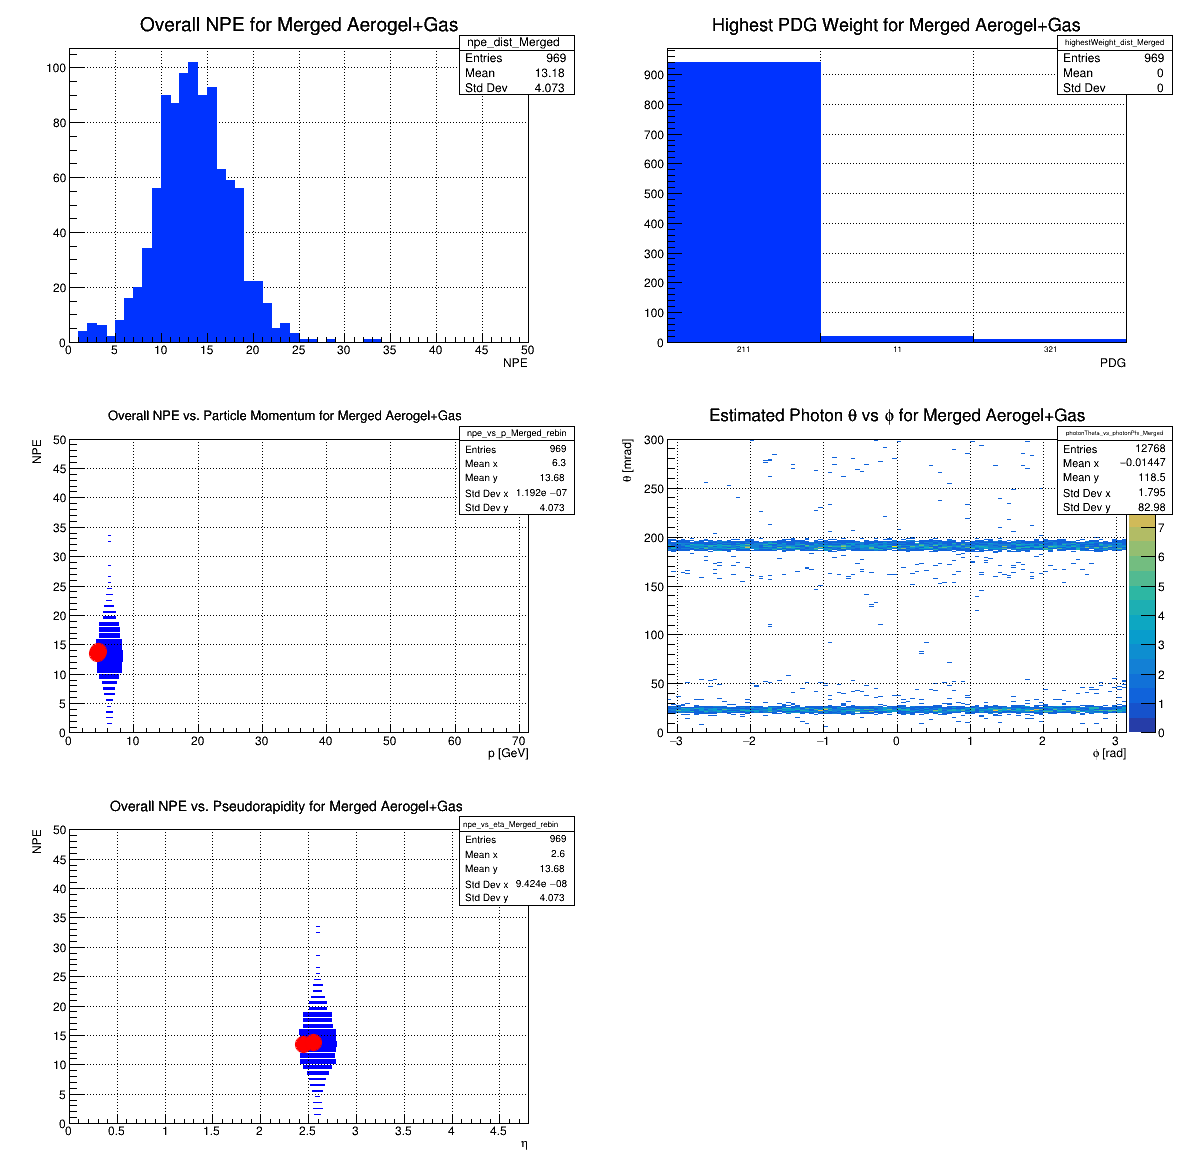 Overall NPE for Merged Aerogel+Gas
npe_dist_Merged
Entries 969
Mean 13.18
Std Dev 4.073
100
80
60
40
20
0
0 5 10 15 20 25 30 35 40 45 50
NPE
Highest PDG Weight for Merged Aerogel+Gas
highestWeight_dist_Merged
Entries 969
Mean 0
Std Dev 0
900
800
700
600
500
400
300
200
100
0
211 11 321
PDG
Overall NPE vs. Particle Momentum for Merged Aerogel+Gas
npe_vs_p_Merged_rebin
Entries 969
Mean x 6.3
Mean y 13.68
Std Dev x 1.192e −07
Std Dev y 4.073
NPE
50
45
40
35
30
25
20
15
10
5
0
0 10 20 30 40 50 60 70
p [GeV]
Estimated Photon θ vs ϕ for Merged Aerogel+Gas
photonTheta_vs_photonPhi_Merged
Entries 12768
Mean x −0.01447
Mean y 118.5
Std Dev x 1.795
Std Dev y 82.98
θ [mrad]
300
250
200
150
100
50
0
−3 −2 −1 0 1 2 3
ϕ [rad]
7
6
5
4
3
2
1
0
Overall NPE vs. Pseudorapidity for Merged Aerogel+Gas
npe_vs_eta_Merged_rebin
Entries 969
Mean x 2.6
Mean y 13.68
Std Dev x 9.424e −08
Std Dev y 4.073
NPE
50
45
40
35
30
25
20
15
10
5
0
0 0.5 1 1.5 2 2.5 3 3.5 4 4.5
η